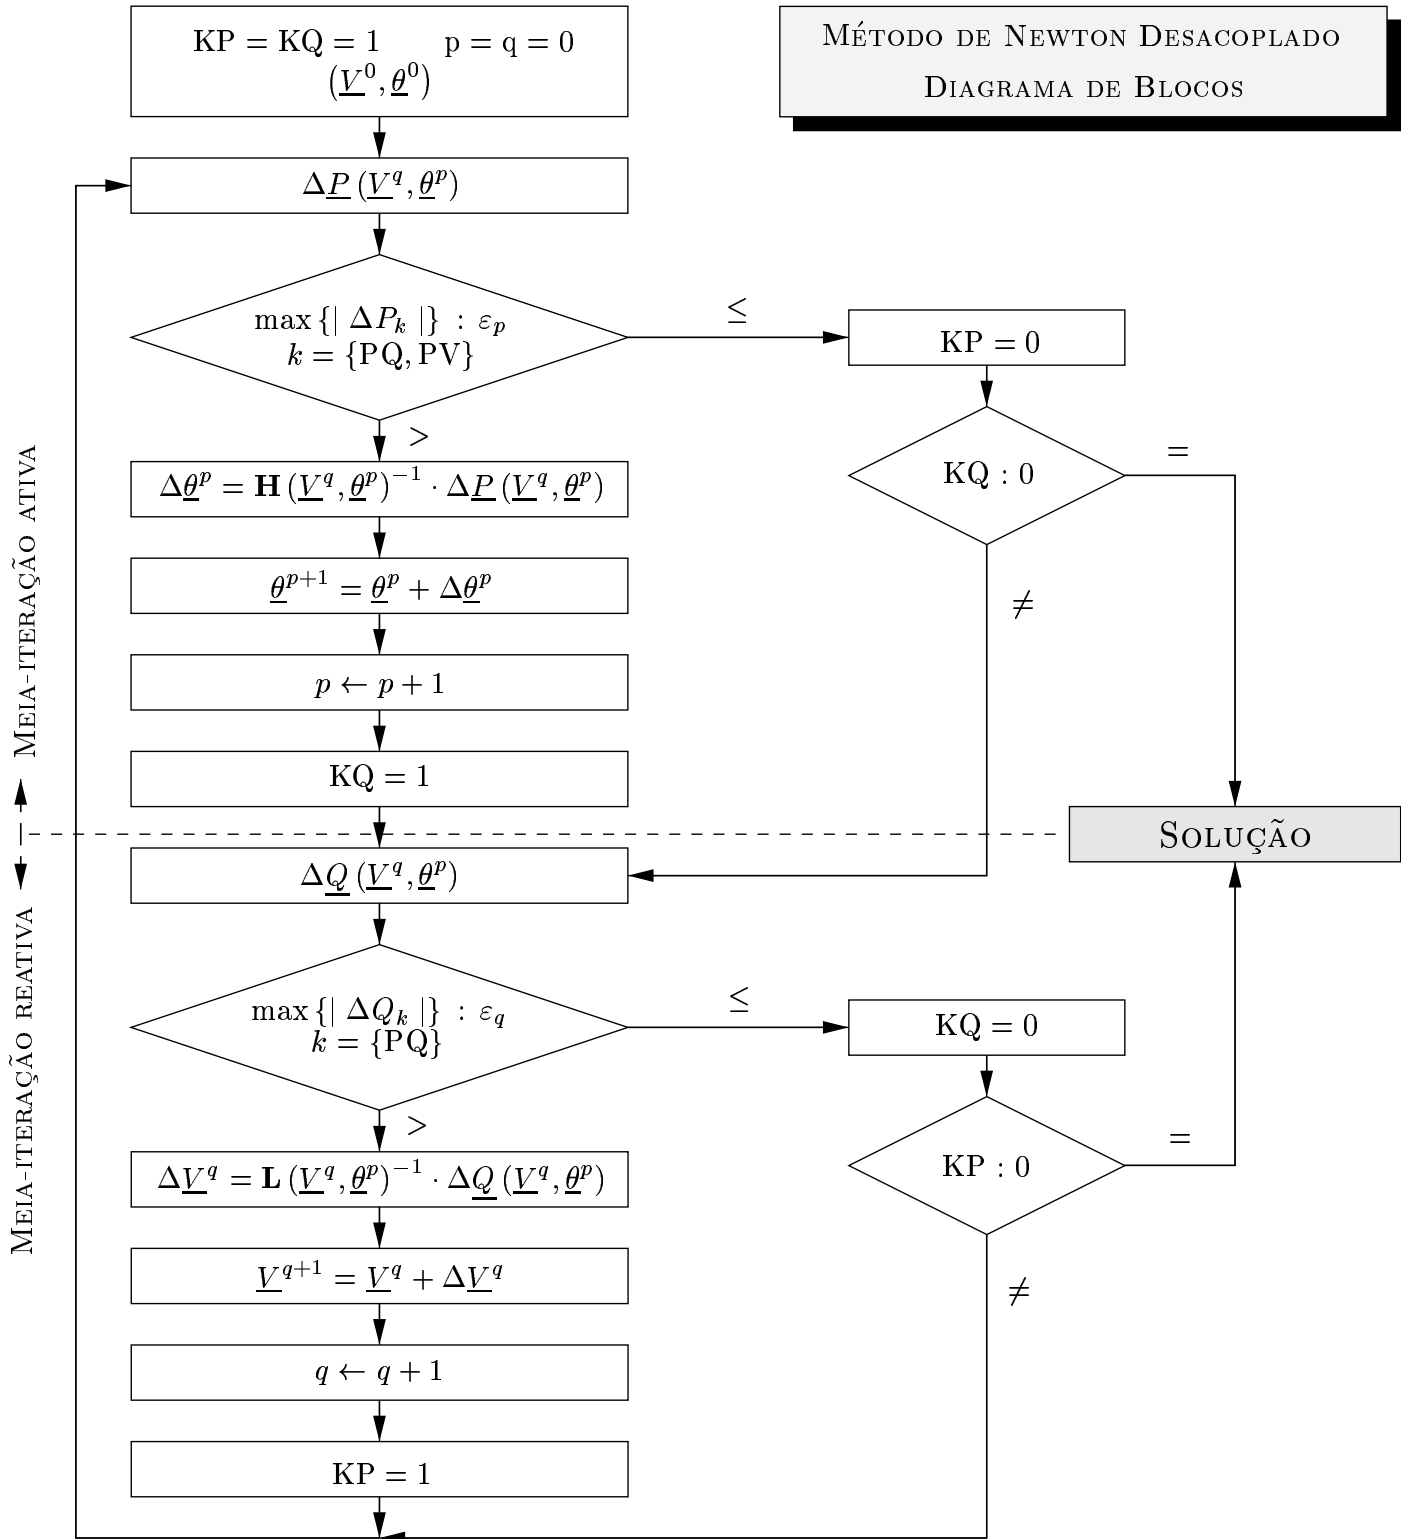 KP = KQ = 1 p = q = 0
(V⁰, θ⁰)
MÉTODO DE NEWTON DESACOPLADO
DIAGRAMA DE BLOCOS
ΔP (V^q, θ^p)
max {| ΔP_k |} : ε_p
k = {PQ, PV}
≤
KP = 0
>
KQ : 0
=
≠
Δθ^p = H (V^q, θ^p)^−1 · ΔP (V^q, θ^p)
θ^p+1 = θ^p + Δθ^p
p ← p + 1
KQ = 1
MEIA-ITERAÇÃO ATIVA
SOLUÇÃO
MEIA-ITERAÇÃO REATIVA
ΔQ (V^q, θ^p)
max {| ΔQ_k |} : ε_q
k = {PQ}
≤
KQ = 0
>
KP : 0
=
≠
ΔV^q = L (V^q, θ^p)^−1 · ΔQ (V^q, θ^p)
V^q+1 = V^q + ΔV^q
q ← q + 1
KP = 1